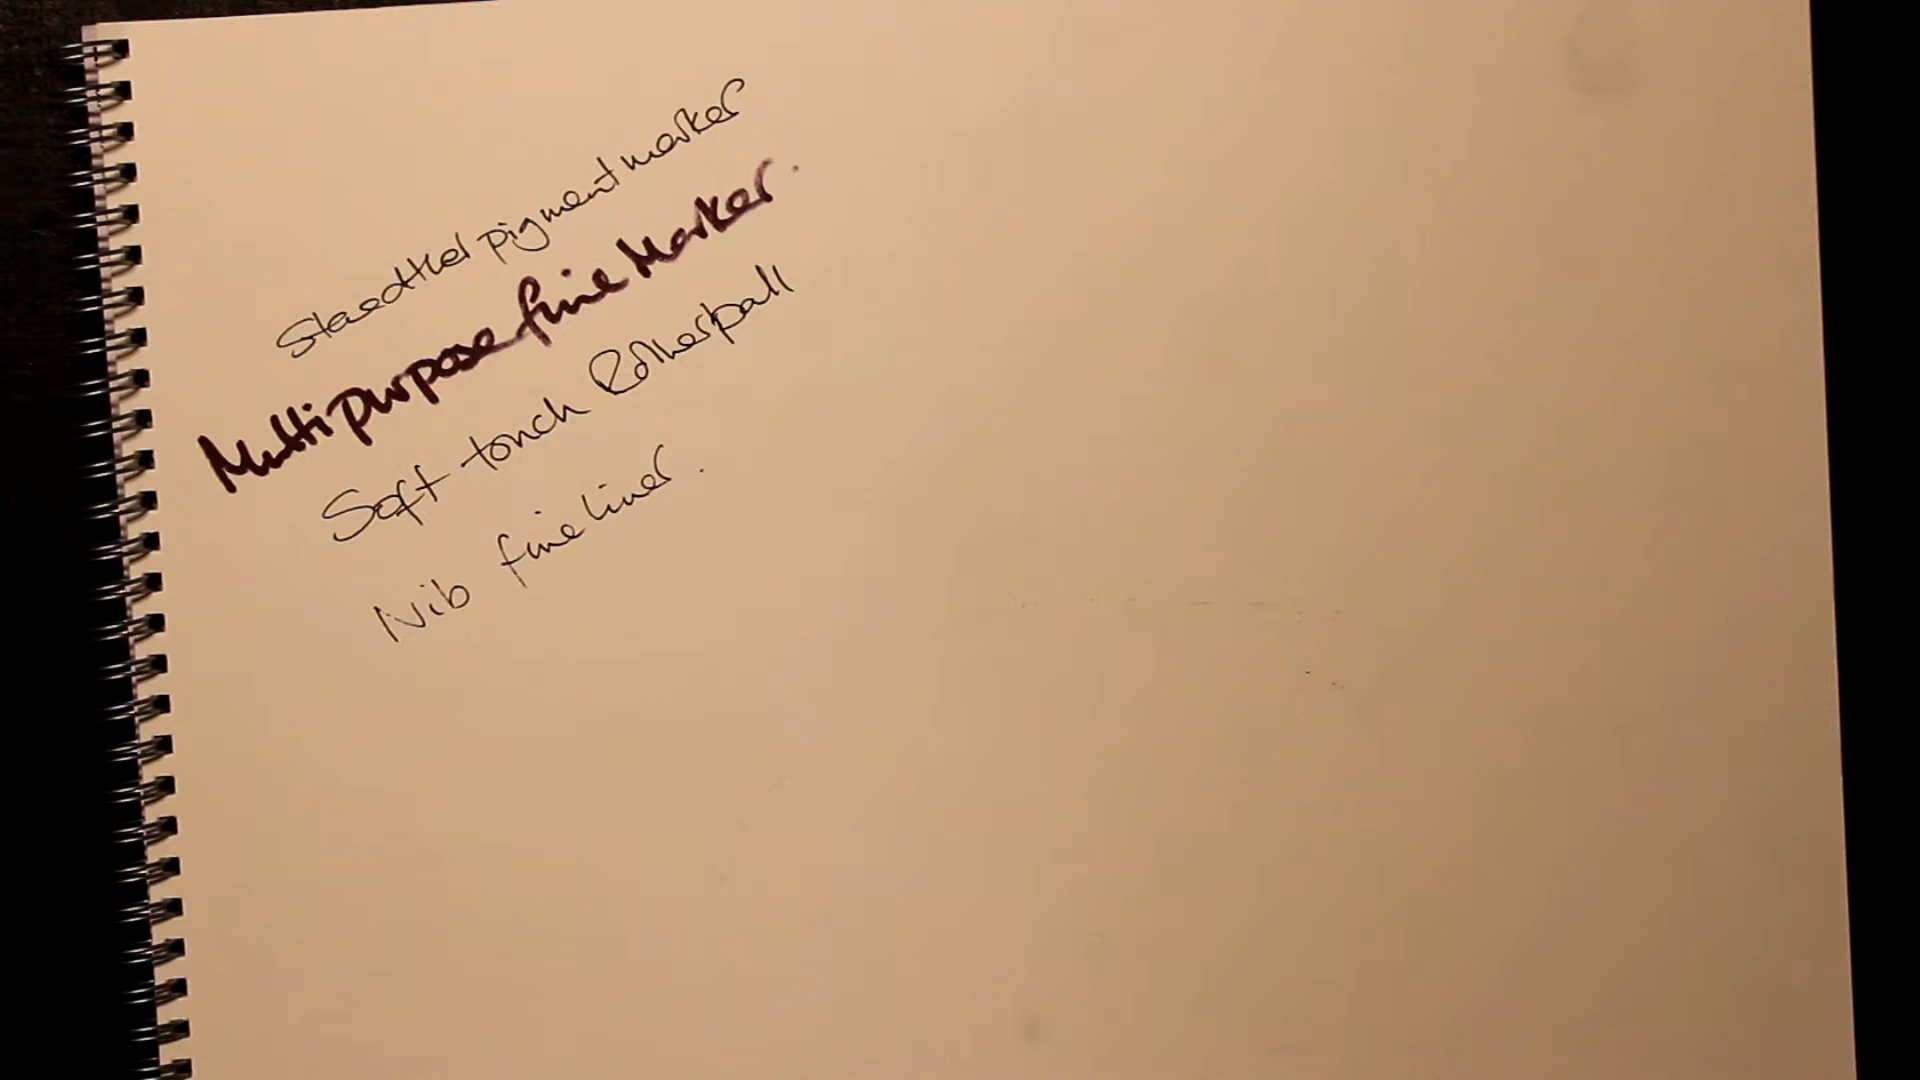 Staedtler pigment marker
Multi purpose fine Marker.
Soft touch Rollerball
Nib fine liner.